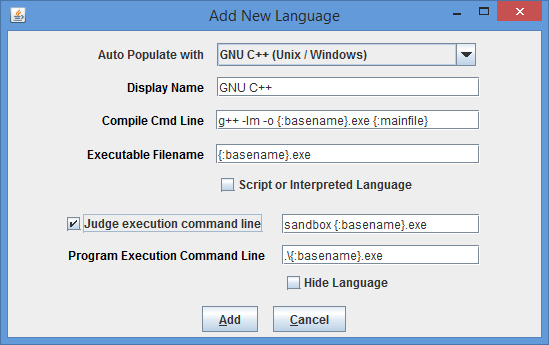 Add New Language
Auto Populate with GNU C++ (Unix / Windows)
Display Name GNU C++
Compile Cmd Line g++ -lm -o {:basename}.exe {:mainfile}
Executable Filename {:basename}.exe
Script or Interpreted Language
Judge execution command line sandbox {:basename}.exe
Program Execution Command Line .\{:basename}.exe
Hide Language
Add Cancel